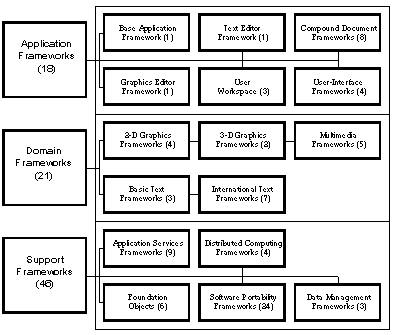 Application
Frameworks
(18)
Base Application
Framework (1)
Text Editor
Framework (1)
Compound Document
Frameworks (8)
Graphics Editor
Framework (1)
User
Workspace (3)
User-Interface
Frameworks (4)
Domain
Frameworks
(21)
2-D Graphics
Frameworks (4)
3-D Graphics
Frameworks (2)
Multimedia
Frameworks (5)
Basic Text
Frameworks (3)
International Text
Frameworks (7)
Support
Frameworks
(46)
Application Services
Frameworks (9)
Distributed Computing
Frameworks (4)
Foundation
Objects (6)
Software Portability
Frameworks (24)
Data Management
Frameworks (3)